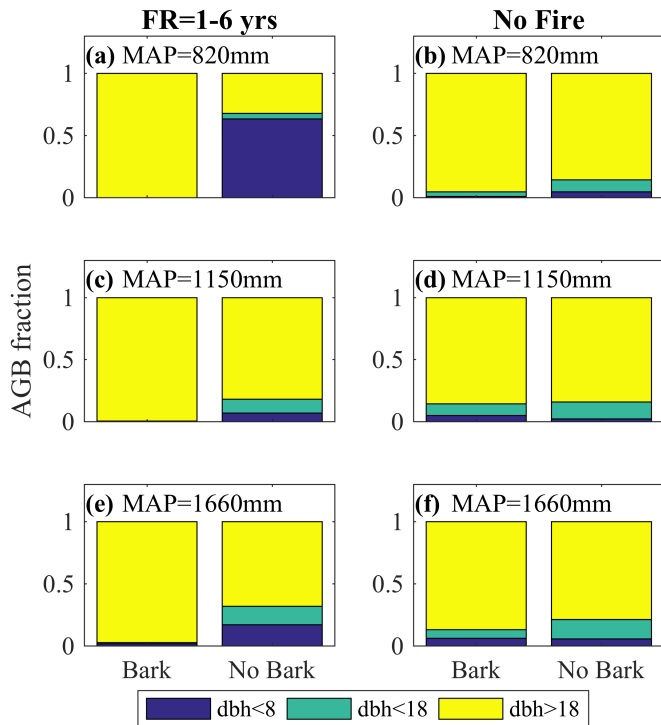 FR=1-6 yrs
No Fire
(a) MAP=820mm
(b) MAP=820mm
1
0.5
0
1
0.5
0
(c) MAP=1150mm
(d) MAP=1150mm
1
0.5
0
1
0.5
0
AGB fraction
(e) MAP=1660mm
(f) MAP=1660mm
1
0.5
0
1
0.5
0
Bark
No Bark
Bark
No Bark
dbh<8
dbh<18
dbh>18